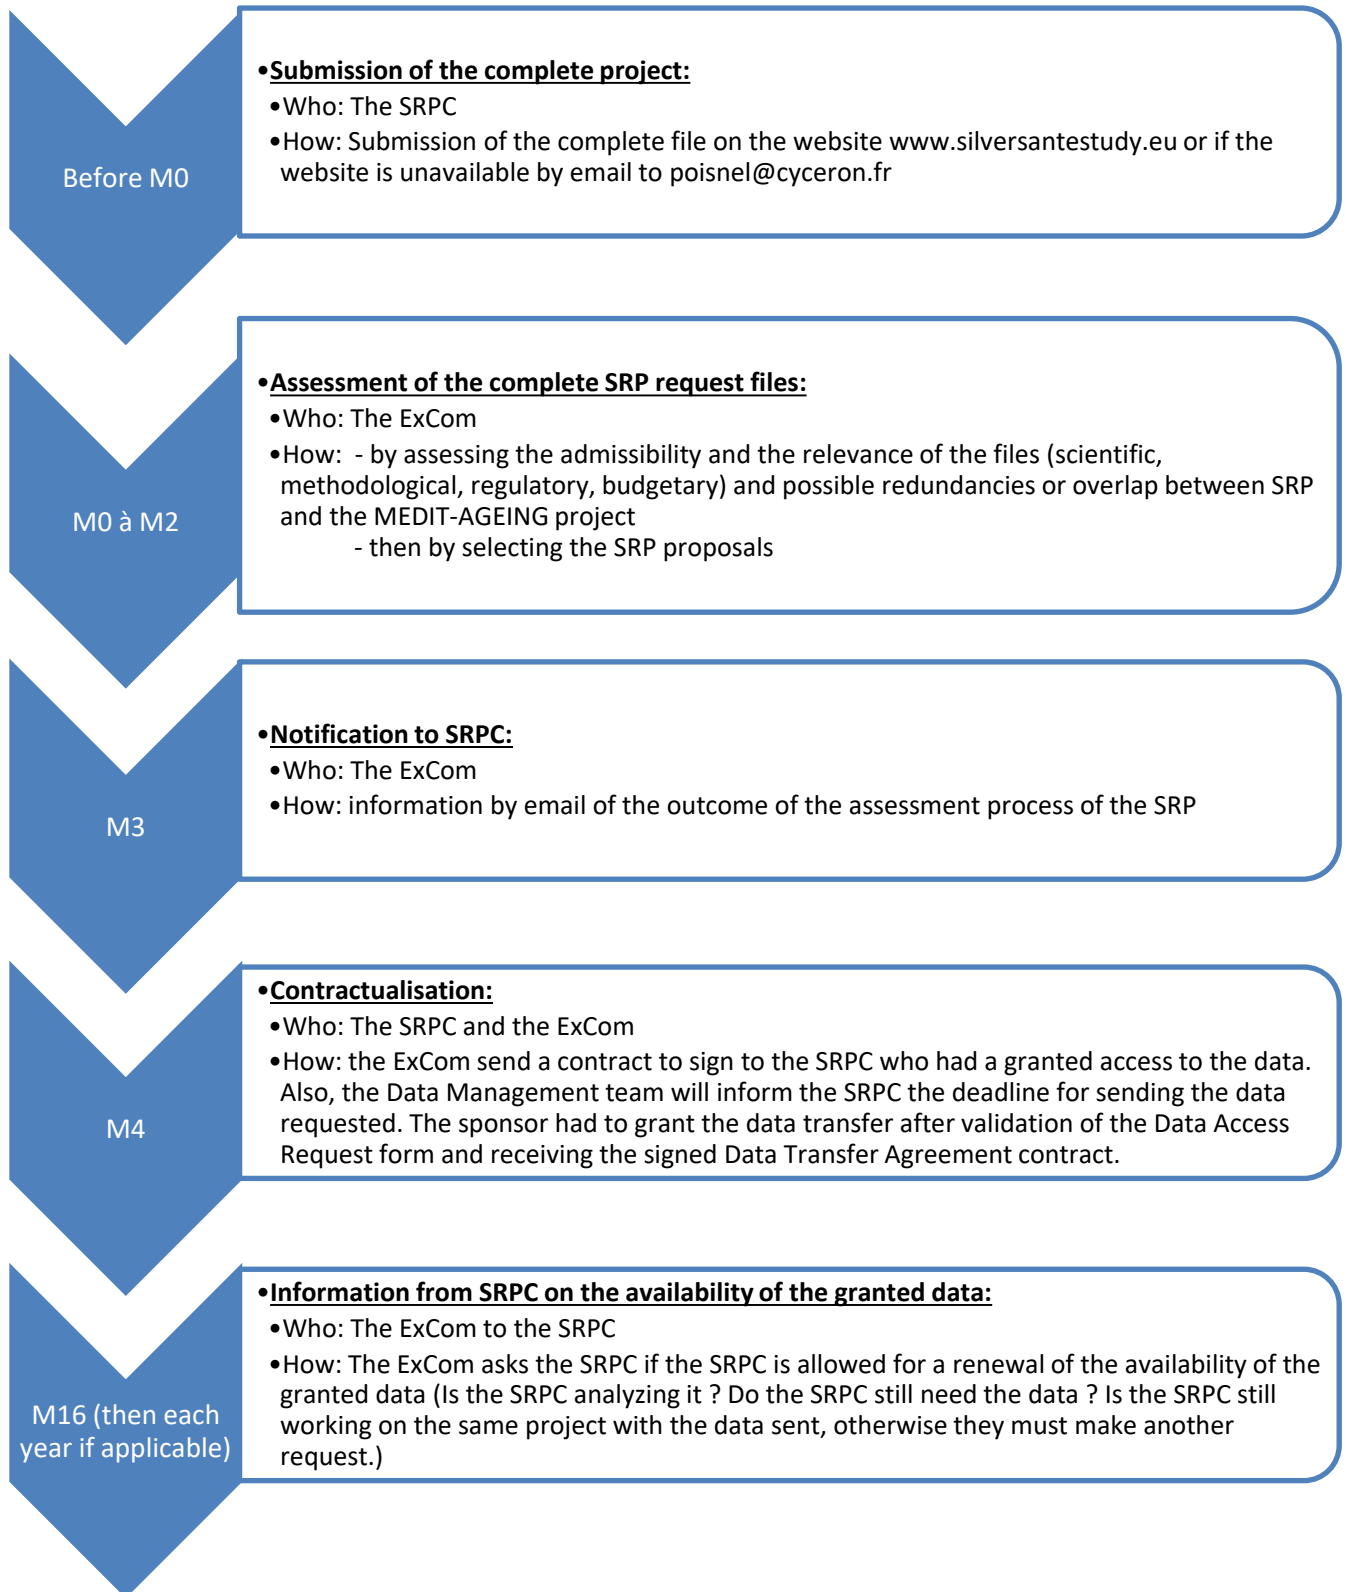 Before M0
•Submission of the complete project:
•Who: The SRPC
•How: Submission of the complete file on the website www.silversantestudy.eu or if the
website is unavailable by email to poisnel@cyceron.fr
M0 à M2
•Assessment of the complete SRP request files:
•Who: The ExCom
•How:  - by assessing the admissibility and the relevance of the files (scientific,
methodological, regulatory, budgetary) and possible redundancies or overlap between SRP
and the MEDIT-AGEING project
- then by selecting the SRP proposals
M3
•Notification to SRPC:
•Who: The ExCom
•How: information by email of the outcome of the assessment process of the SRP
M4
•Contractualisation:
•Who: The SRPC and the ExCom
•How: the ExCom send a contract to sign to the SRPC who had a granted access to the data.
Also, the Data Management team will inform the SRPC the deadline for sending the data
requested. The sponsor had to grant the data transfer after validation of the Data Access
Request form and receiving the signed Data Transfer Agreement contract.
M16 (then each
year if applicable)
•Information from SRPC on the availability of the granted data:
•Who: The ExCom to the SRPC
•How: The ExCom asks the SRPC if the SRPC is allowed for a renewal of the availability of the
granted data (Is the SRPC analyzing it ? Do the SRPC still need the data ? Is the SRPC still
working on the same project with the data sent, otherwise they must make another
request.)